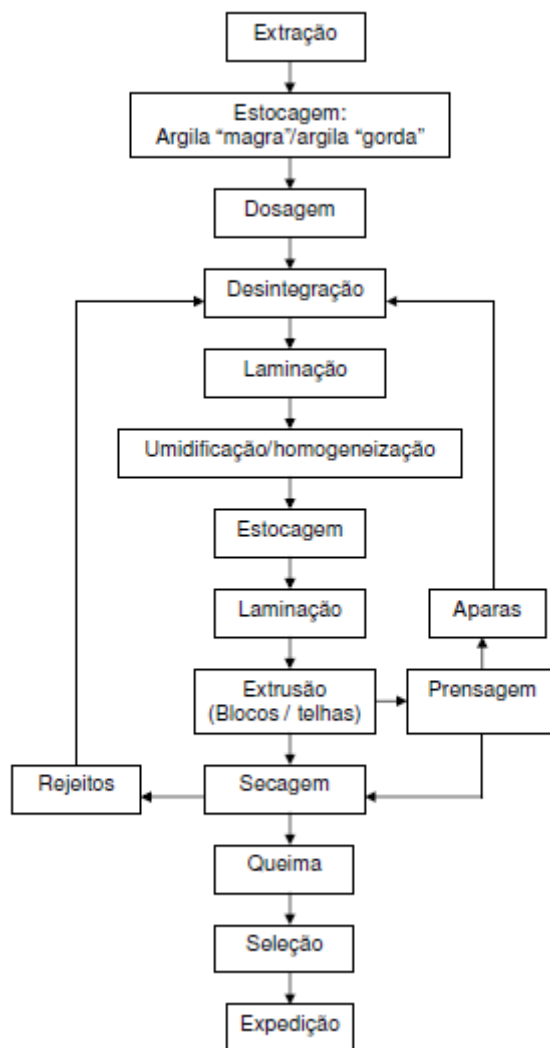 Extração
Estocagem:
Argila “magra”/argila “gorda”
Dosagem
Desintegração
Laminação
Umidificação/homogeneização
Estocagem
Laminação
Aparas
Extrusão
(Blocos / telhas)
Prensagem
Rejeitos
Secagem
Queima
Seleção
Expedição